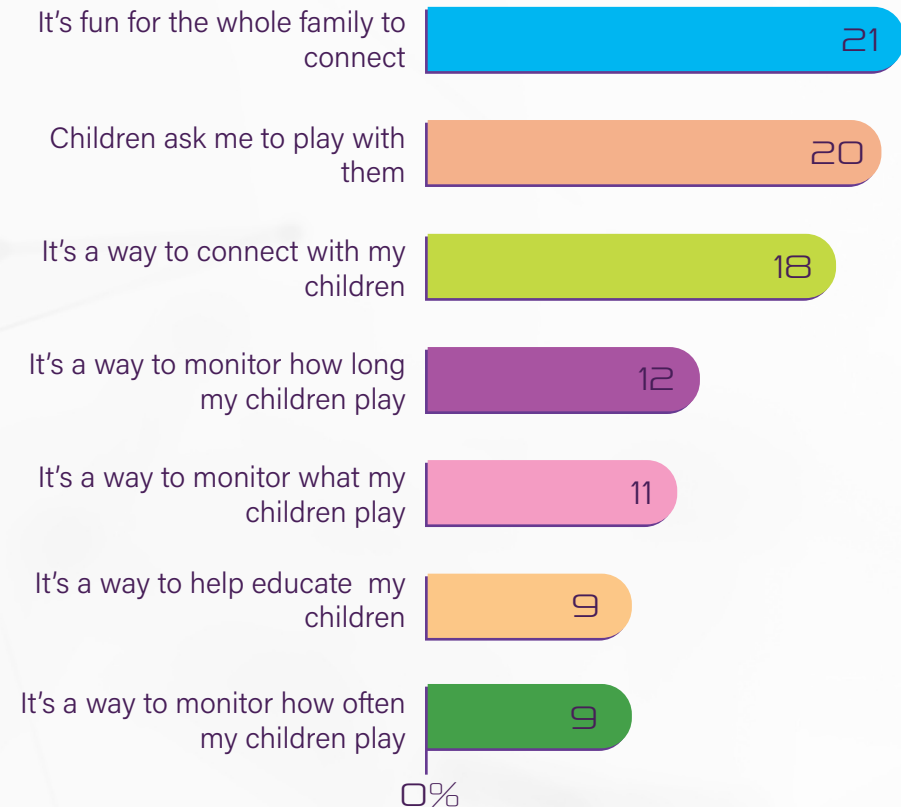 It's fun for the whole family to
connect
21
Children ask me to play with
them
20
It's a way to connect with my
children
18
It's a way to monitor how long
my children play
12
It's a way to monitor what my
children play
11
It's a way to help educate  my
children
9
It's a way to monitor how often
my children play
9
0%